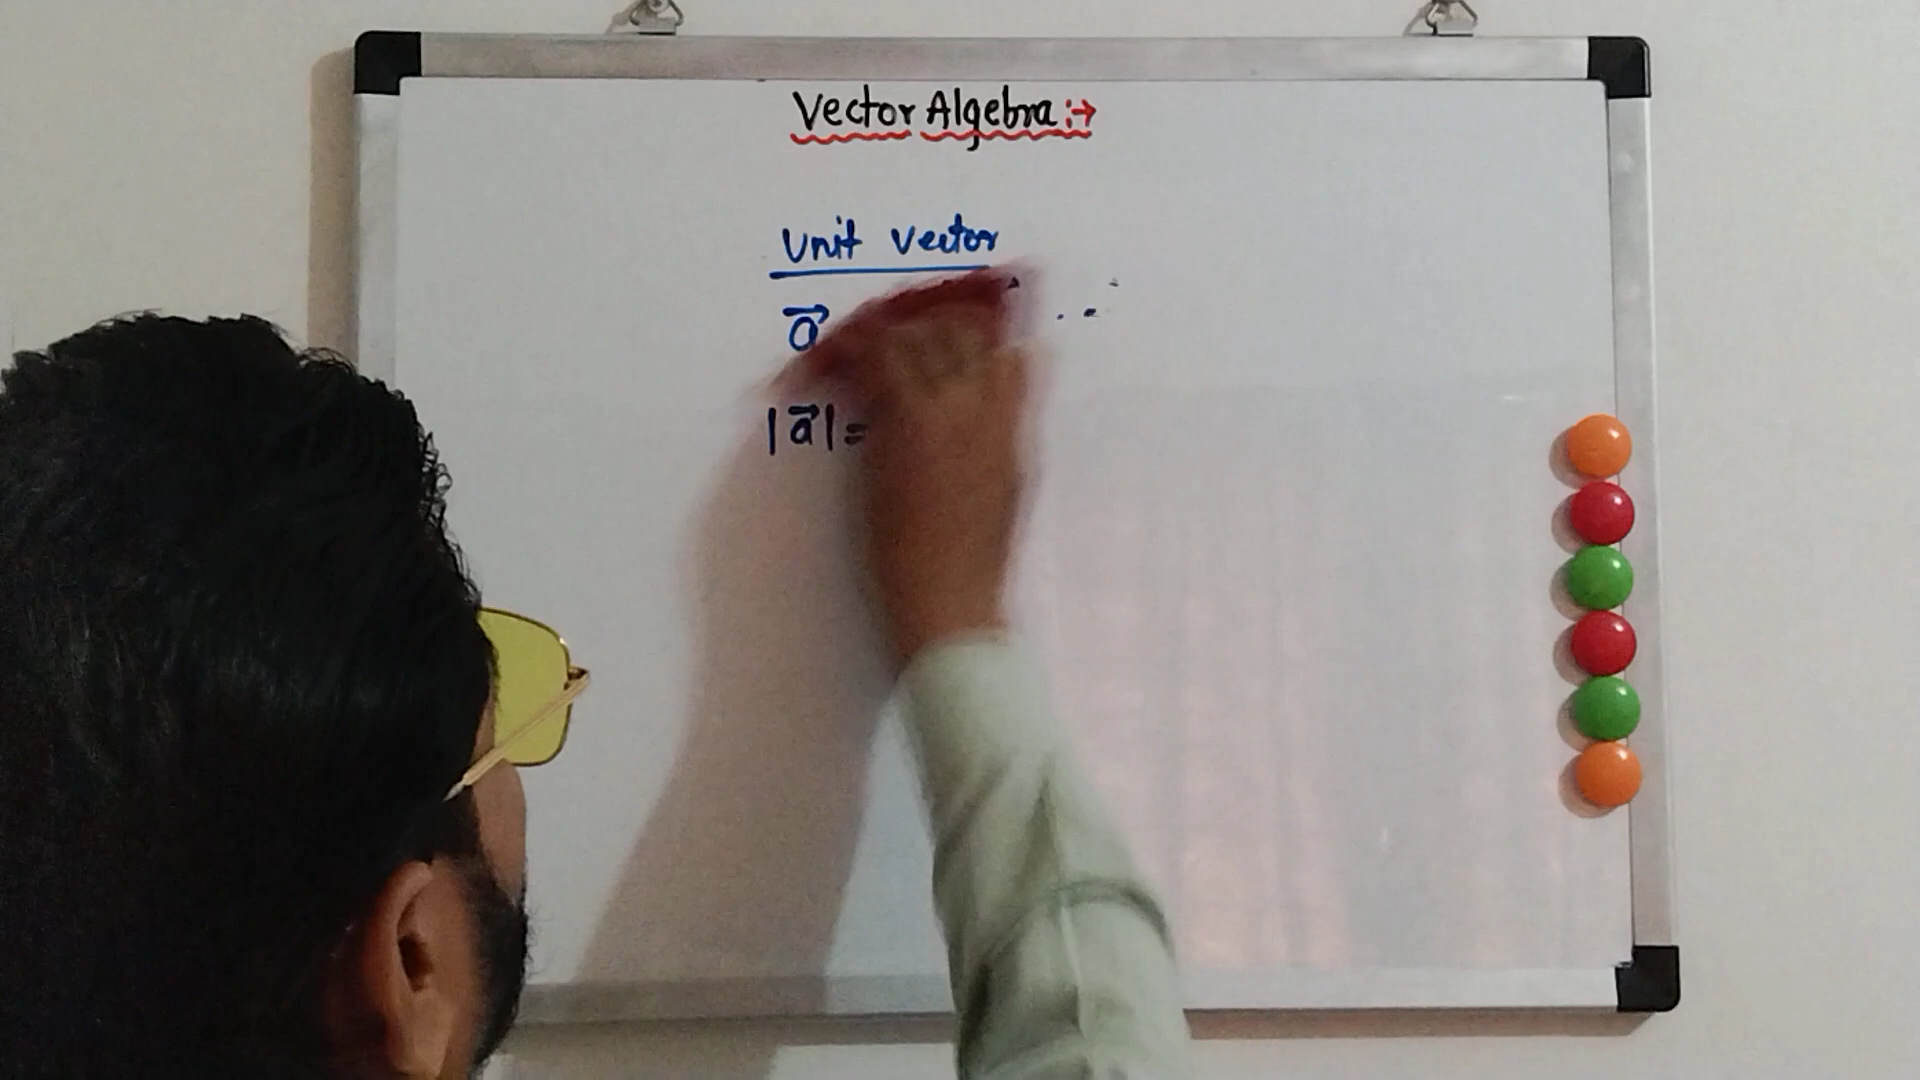 Vector Algebra :→
Unit Vector
a⃗
|a⃗| =